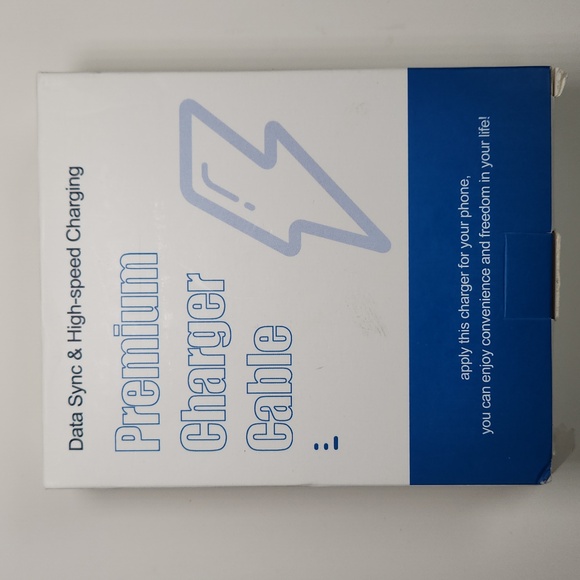 Data Sync & High-speed Charging
Premium
Charger
Cable
apply this charger for your phone,
you can enjoy convenience and freedom in your life!